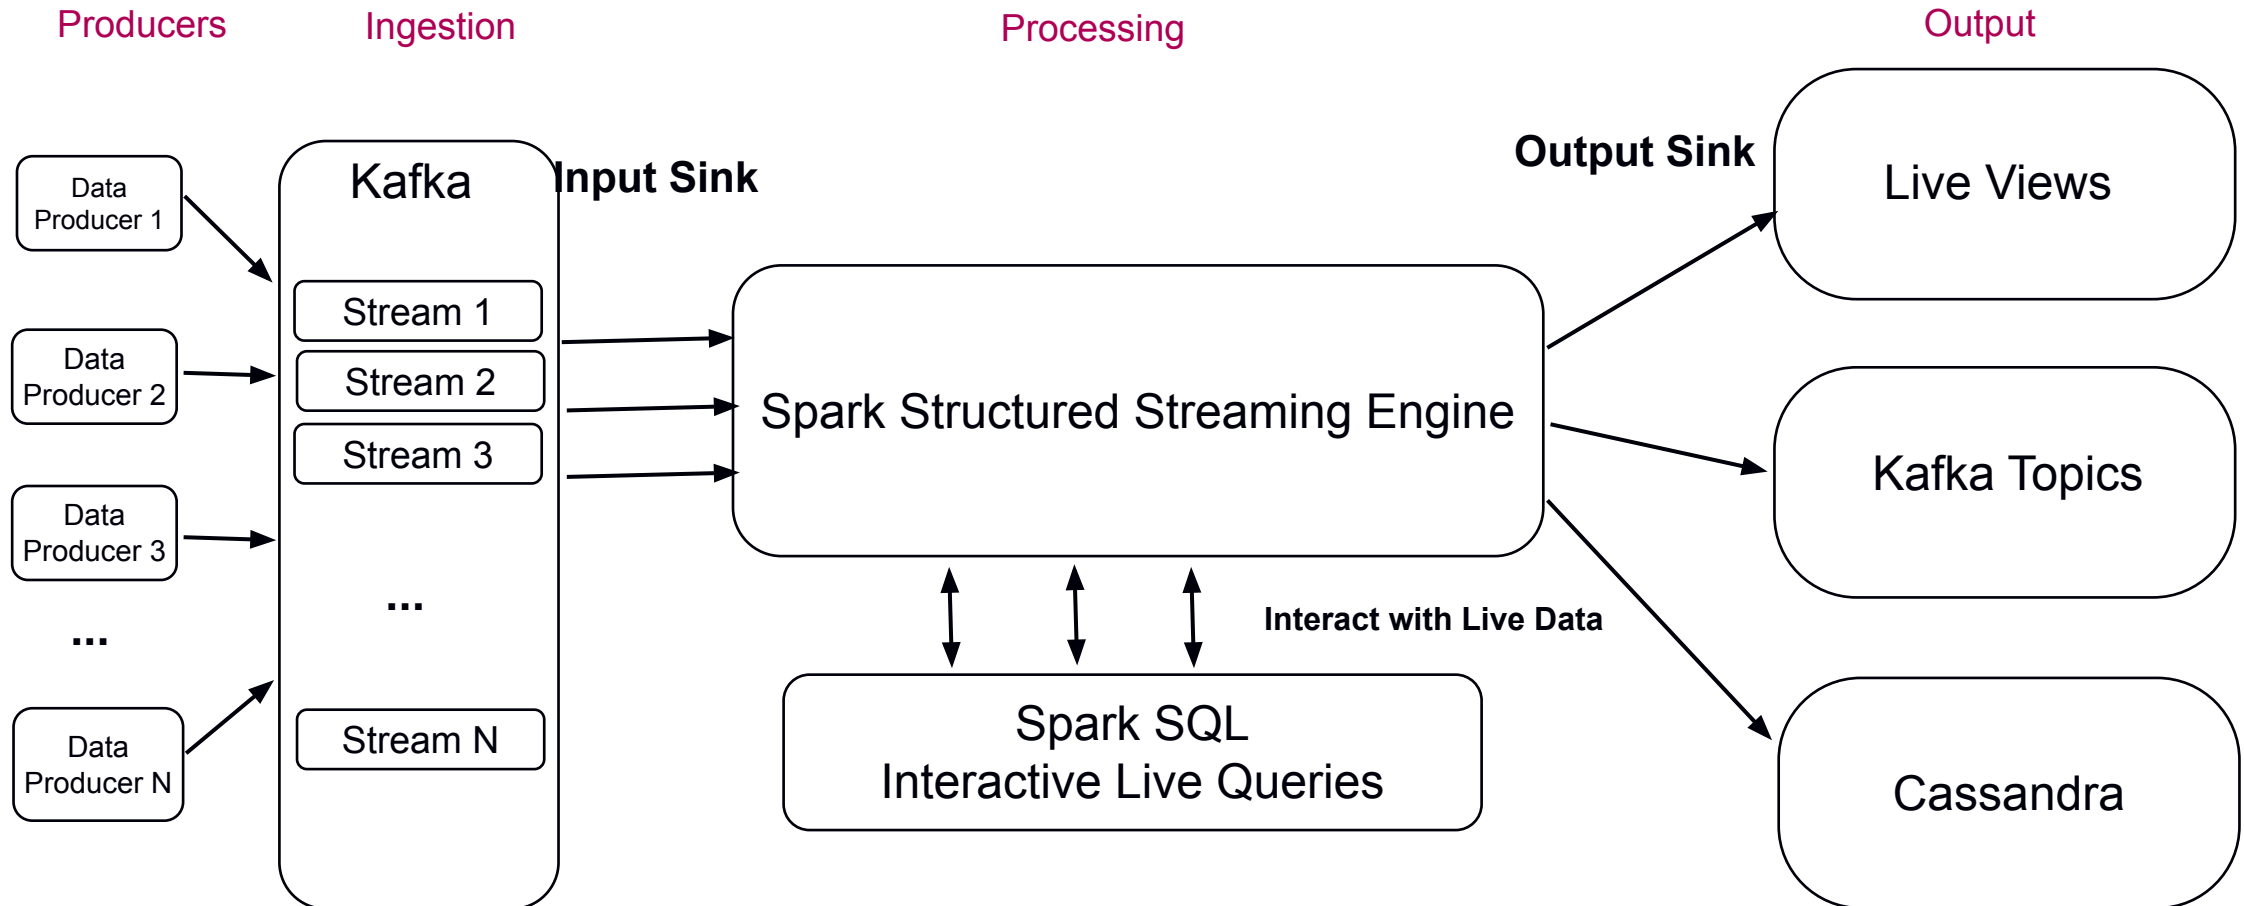 Producers
Ingestion
Processing
Output
Data
Producer 1
Data
Producer 2
Data
Producer 3
...
Data
Producer N
Kafka
Stream 1
Stream 2
Stream 3
...
Stream N
Input Sink
Spark Structured Streaming Engine
Interact with Live Data
Spark SQL
Interactive Live Queries
Output Sink
Live Views
Kafka Topics
Cassandra